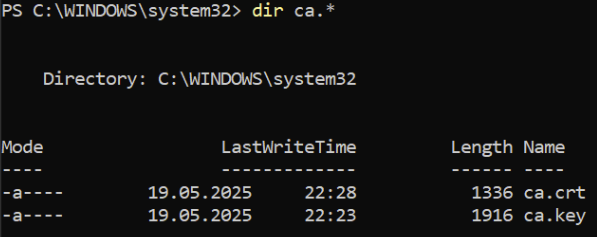 PS C:\WINDOWS\system32> dir ca.*
Directory: C:\WINDOWS\system32
Mode LastWriteTime Length Name
---- ------------- ------ ----
-a---- 19.05.2025 22:28 1336 ca.crt
-a---- 19.05.2025 22:23 1916 ca.key